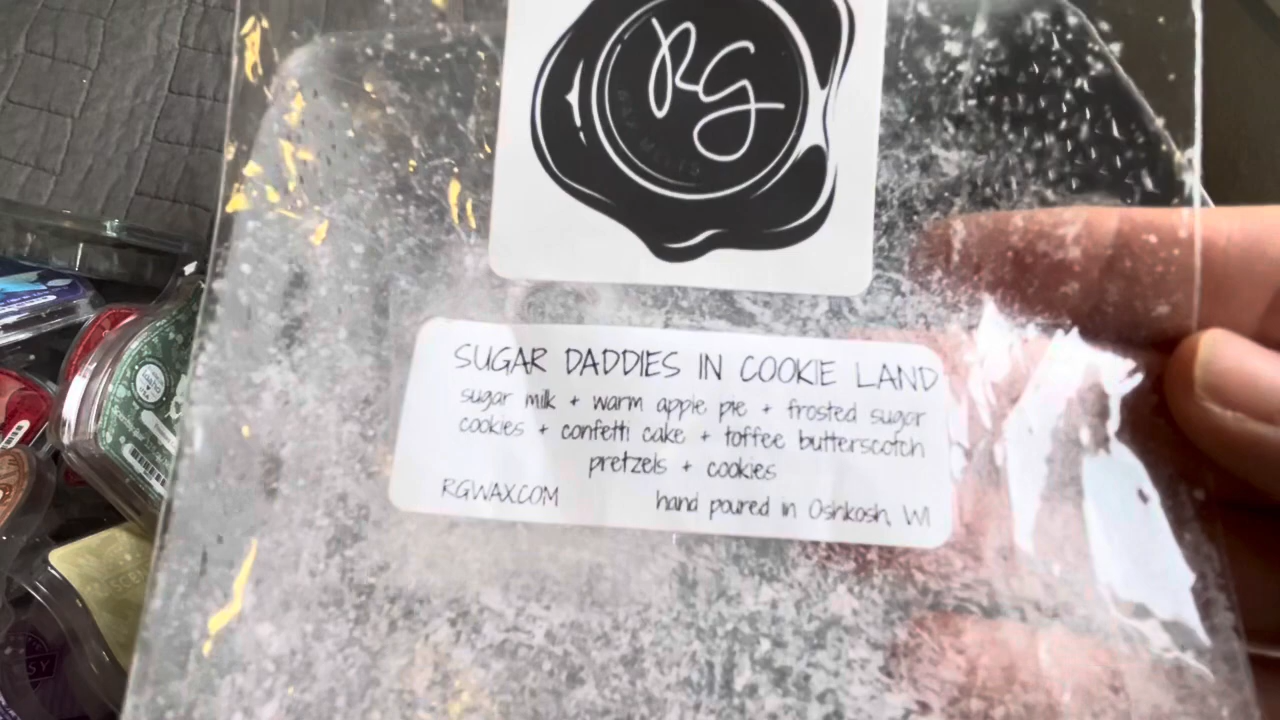 RG
SUGAR DADDIES IN COOKIE LAND
sugar milk + warm apple pie + frosted sugar
cookies + confetti cake + toffee butterscotch
pretzels + cookies
RGWAX.COM hand poured in Oshkosh, WI